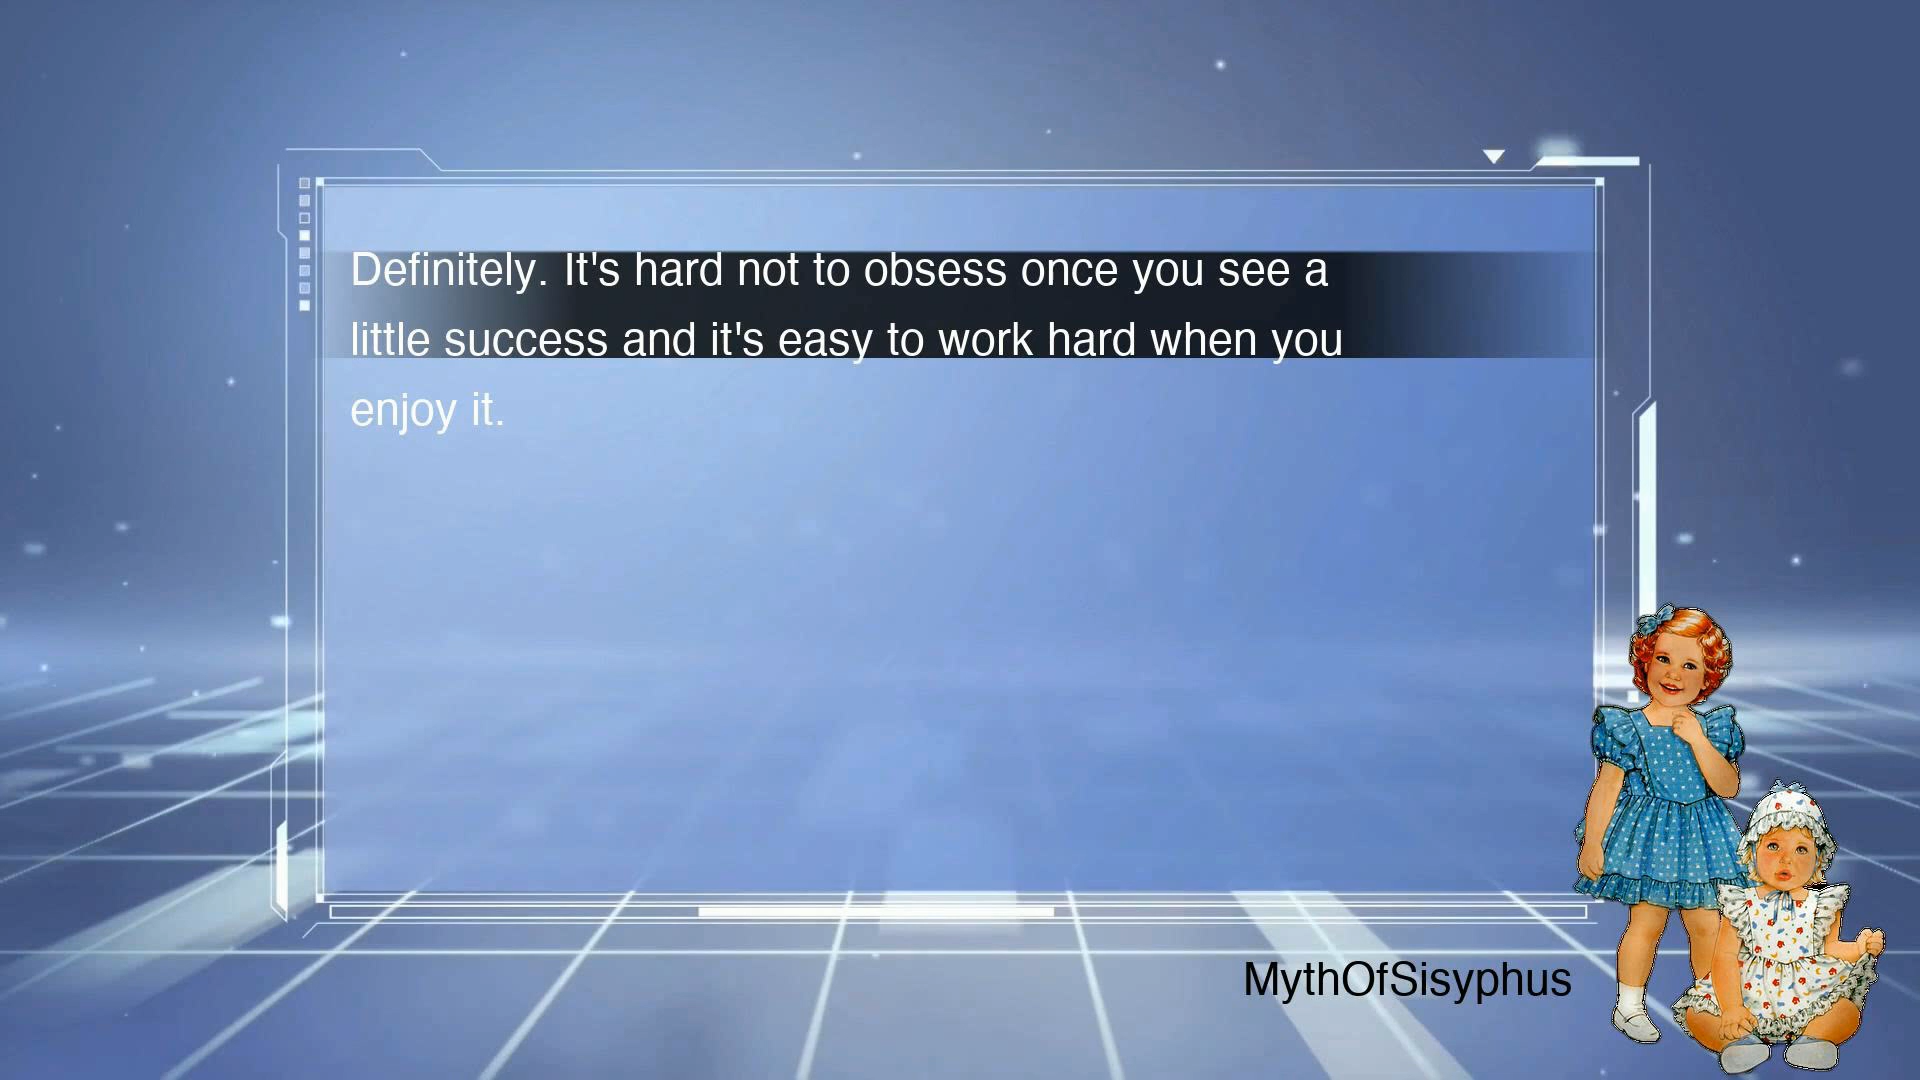 Definitely. It's hard not to obsess once you see a
little success and it's easy to work hard when you
enjoy it.
MythOfSisyphus